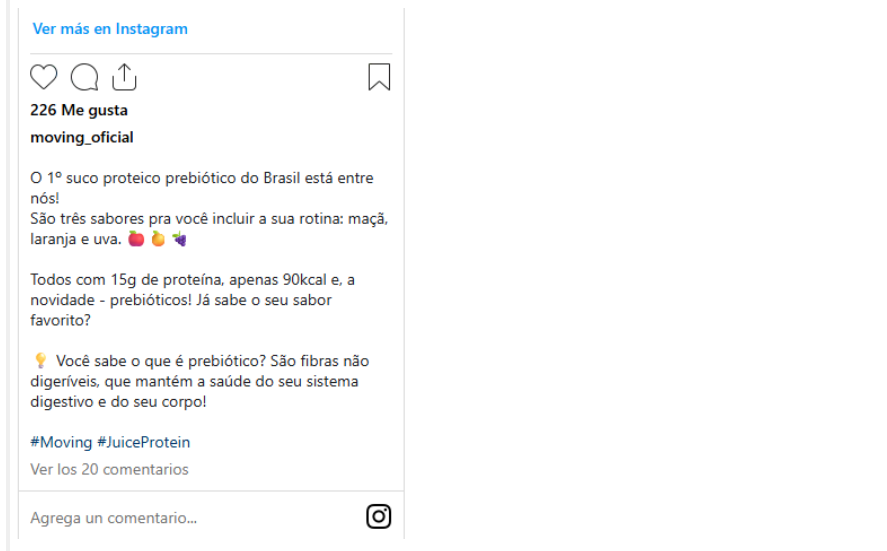 Ver más en Instagram
226 Me gusta
moving_oficial
O 1º suco proteico prebiótico do Brasil está entre
nós!
São três sabores pra você incluir a sua rotina: maçã,
laranja e uva. 🍎 🍊 🍇
Todos com 15g de proteína, apenas 90kcal e, a
novidade - prebióticos! Já sabe o seu sabor
favorito?
💡 Você sabe o que é prebiótico? São fibras não
digeríveis, que mantém a saúde do seu sistema
digestivo e do seu corpo!
#Moving #JuiceProtein
Ver los 20 comentarios
Agrega un comentario...